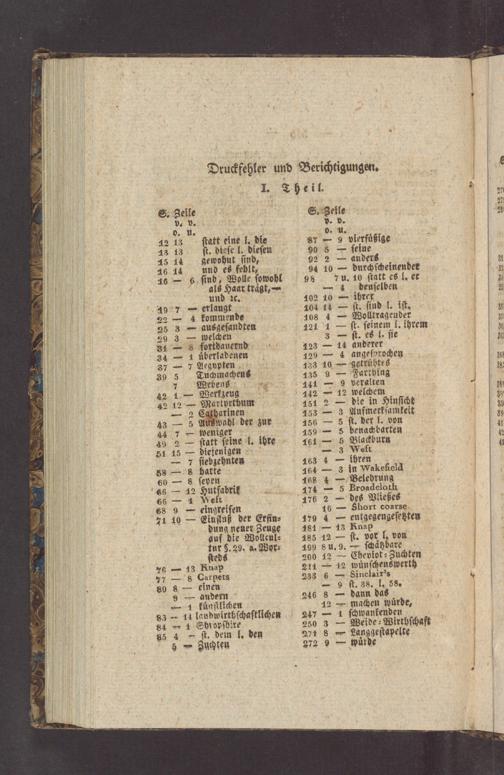 Druckfehler und Berichtigungen.
I. Theil.
S. Zeile
v. v.
o. u.
12 13 statt eine l. die
13 13 st. diese l. diesen
15 14 gewohut sind,
16 14 und es fehlt,
16 — 6 sind, Wolle sowohl
als Haar trägt,—
und ꝛc.
19 7 — erlangt
22 — 4 kommende
25 3 — ausgesandten
29 3 — welchen
31 — 8 fortdauernd
34 — 1 überladenen
37 — 7 Aegypten
39 5 Tuchmachens
7 Webens
42 1 — Werkzeug
42 12 — Martyrthum
— 2 Catharinen
43 — 5 Auswahl der zur
44 7 — weniger
49 2 — statt seine l. ihre
51 15 — diejenigen
— 7 siebzehnten
58 — 8 hatte
60 — 8 seyen
66 — 12 Hutfabrik
66 — 1 Weft
68 9 — eingreifen
71 10 — Einfluß der Erfin-
dung neuer Zeuge
auf die Wollcul-
tur §. 29. a. Wor-
steds
76 — 13 Knap
77 — 8 Carpets
80 8 — einen
9 — andern
— 1 künstlichen
83 — 14 landwirthschaftlichen
84 — 1 Shropshire
85 4 — st. dem l. den
5 — Zuchten
S. Zeile
v. v.
o. u.
87 — 9 vierfüßige
90 5 — seine
92 2 — anders
94 10 — durchscheinender
98 7 u. 10 statt es l. er
— 4 denselben
102 10 — ihrer
104 14 — st. sind l. ist.
108 4 — Wolltragender
121 1 — st. seinem l. ihrem
— 3 — st. es l. sie
123 — 14 anderer
129 — 4 angesprochen
133 10 — getrübtes
135 9 — Farthing
141 — 9 veralten
142 — 12 welchem
151 2 — die in Hinsicht
153 — 3 Aufmerksamkeit
156 — 5 st. der l. von
159 — 5 benachbarten
161 — 5 Blackburn
— 3 Weft
163 4 — ihren
164 — 3 in Wakefield
168 4 — Belehrung
174 — 5 Broadcloth
176 2 — des Vließes
16 — Short coarse
179 4 — entgegengesetzten
181 — 13 Knap
185 12 — st. vor l. von
199 8 u. 9. — schätzbare
200 12 — Cheviot-Zuchten
211 — 12 wünschenswerth
233 6 — Sinclair's
— 9 st. 38. l. 58.
246 8 — dann das
12 — machen würde,
247 — 1 schwankenden
250 3 — Weide-Wirthschaft
271 8 — Langgestapelte
272 9 — würde